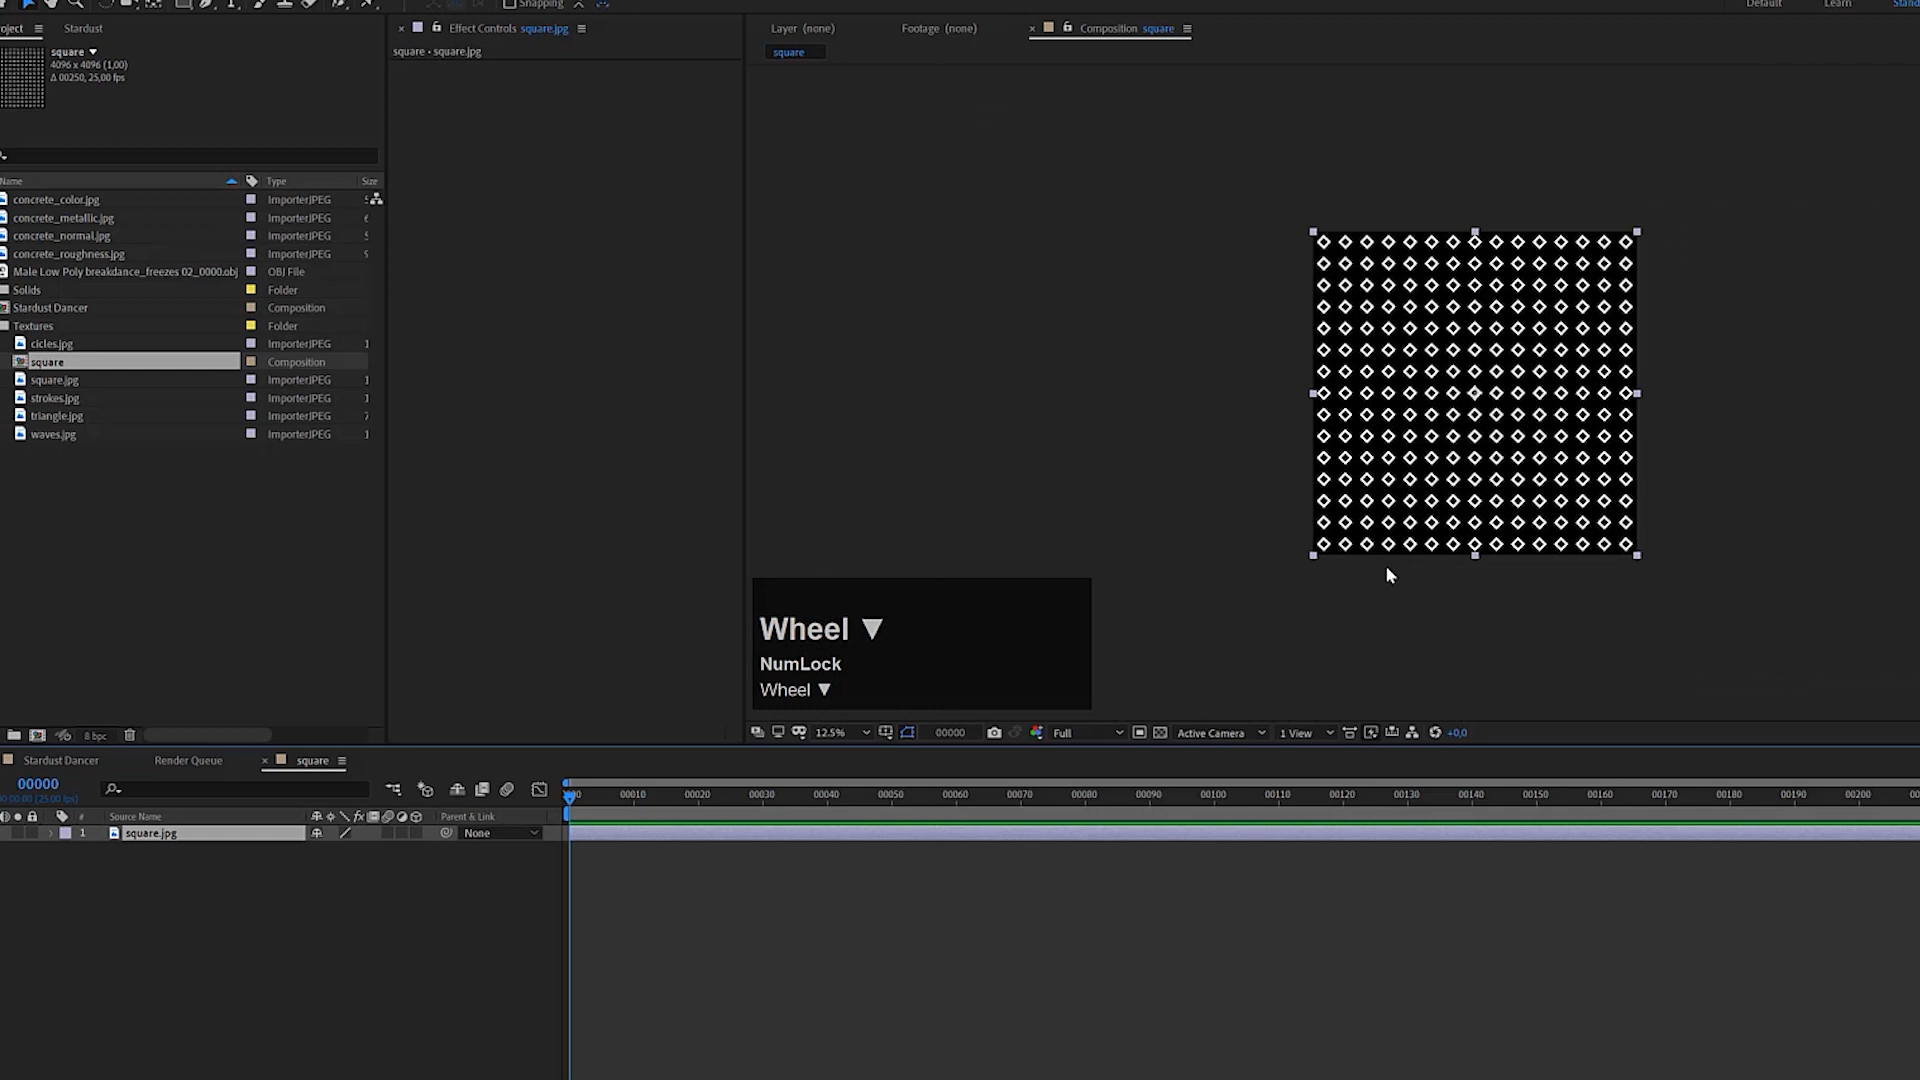 Snapping
Default
Learn
oject
Stardust
Effect Controls square.jpg
Layer (none)
Footage (none)
Composition square
square
4096 x 4096 (1,00)
Δ 00250, 25,00 fps
square • square.jpg
square
Name
Type
Size
concrete_color.jpg
ImporterJPEG
concrete_metallic.jpg
ImporterJPEG
concrete_normal.jpg
ImporterJPEG
concrete_roughness.jpg
ImporterJPEG
Male Low Poly breakdance_freezes 02_0000.obj
OBJ File
Solids
Folder
Stardust Dancer
Composition
Textures
Folder
cicles.jpg
ImporterJPEG
1
square
Composition
square.jpg
ImporterJPEG
1
strokes.jpg
ImporterJPEG
1
triangle.jpg
ImporterJPEG
7
waves.jpg
ImporterJPEG
1
Wheel ▼
NumLock
Wheel ▼
8 bpc
12.5%
00000
Full
Active Camera
1 View
+0,0
Stardust Dancer
Render Queue
square
00000
00010
00020
00030
00040
00050
00060
00070
00080
00090
00100
00110
00120
00130
00140
00150
00160
00170
00180
00190
00200
# Source Name
Parent & Link
1
square.jpg
None